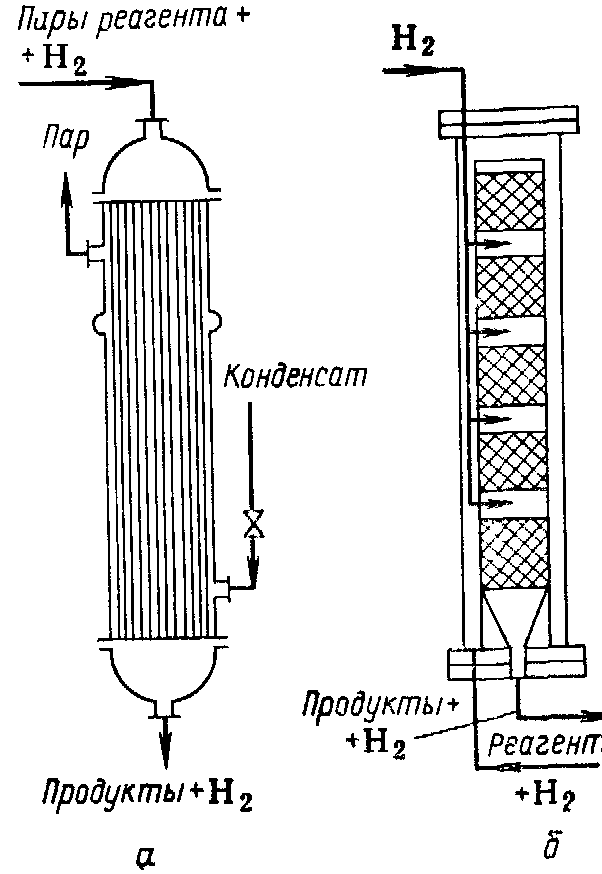 Пары реагента +
+ H2
H2
Пар
Конденсат
Продукты +
+H2
Реагент
+H2
Продукты + H2
а
б